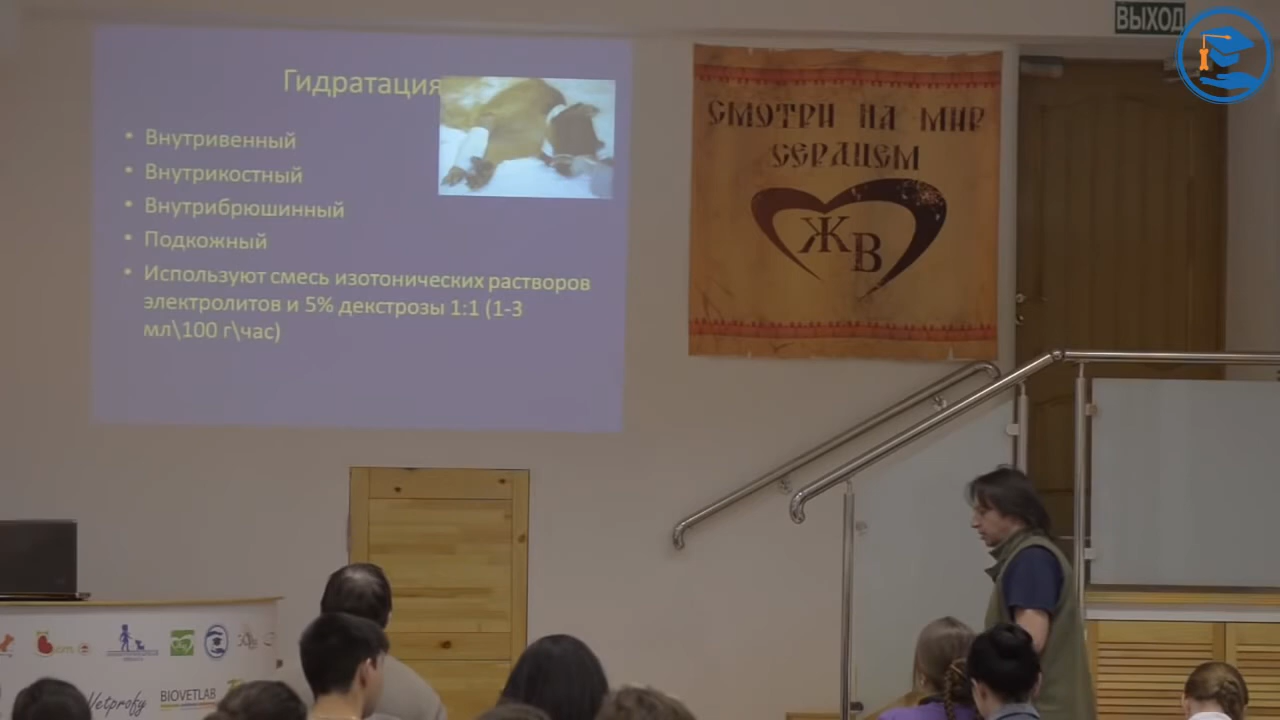 Гидратация
• Внутривенный
• Внутрикостный
• Внутрибрюшинный
• Подкожный
• Используют смесь изотонических растворов
электролитов и 5% декстрозы 1:1 (1-3
мл\100 г\час)
СМОТРИ НА МИР
СЕРДЦЕМ
ЖВ
ВЫХОД
Vetprofy
BIOVETLAB